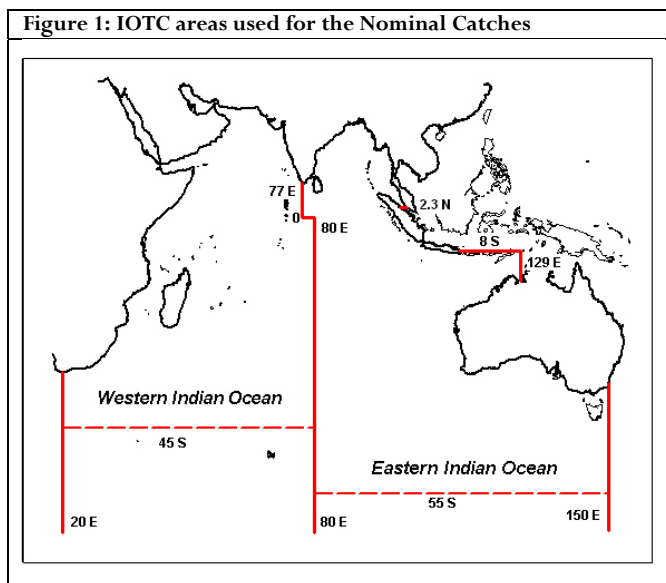 Figure 1: IOTC areas used for the Nominal Catches
77 E
2.3 N
0
80 E
8 S
129 E
Western Indian Ocean
45 S
Eastern Indian Ocean
55 S
20 E
80 E
150 E